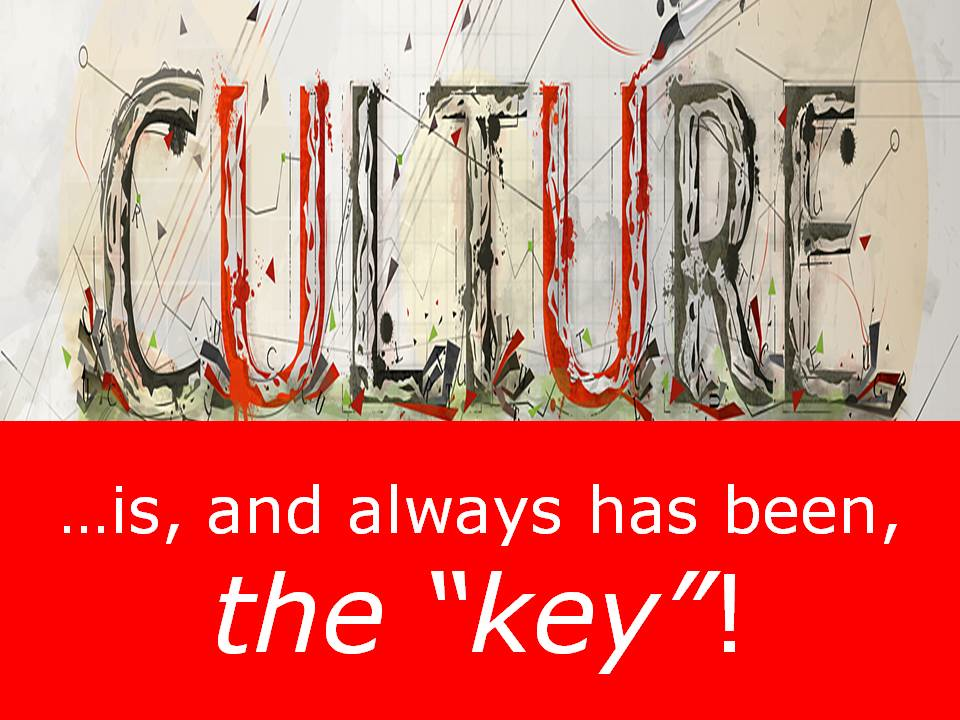 CULTURE
…is, and always has been,
the “key”!